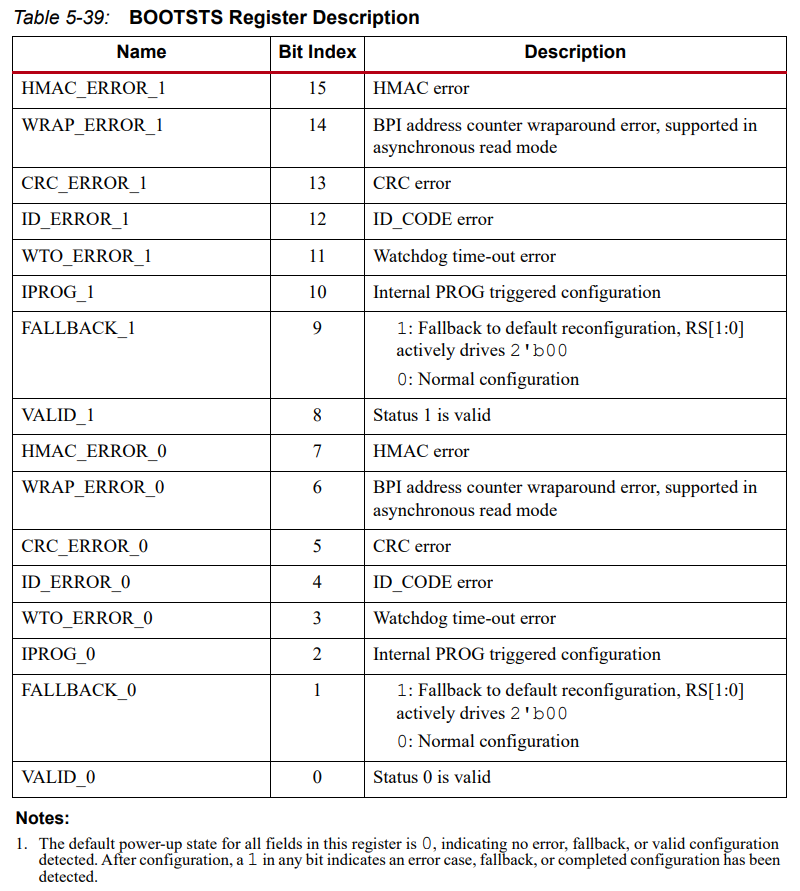 Table 5-39: BOOTSTS Register Description
Name Bit Index Description
HMAC_ERROR_1 15 HMAC error
WRAP_ERROR_1 14 BPI address counter wraparound error, supported in
asynchronous read mode
CRC_ERROR_1 13 CRC error
ID_ERROR_1 12 ID_CODE error
WTO_ERROR_1 11 Watchdog time-out error
IPROG_1 10 Internal PROG triggered configuration
FALLBACK_1 9 1: Fallback to default reconfiguration, RS[1:0]
actively drives 2'b00
0: Normal configuration
VALID_1 8 Status 1 is valid
HMAC_ERROR_0 7 HMAC error
WRAP_ERROR_0 6 BPI address counter wraparound error, supported in
asynchronous read mode
CRC_ERROR_0 5 CRC error
ID_ERROR_0 4 ID_CODE error
WTO_ERROR_0 3 Watchdog time-out error
IPROG_0 2 Internal PROG triggered configuration
FALLBACK_0 1 1: Fallback to default reconfiguration, RS[1:0]
actively drives 2'b00
0: Normal configuration
VALID_0 0 Status 0 is valid
Notes:
1. The default power-up state for all fields in this register is 0, indicating no error, fallback, or valid configuration
detected. After configuration, a 1 in any bit indicates an error case, fallback, or completed configuration has been
detected.